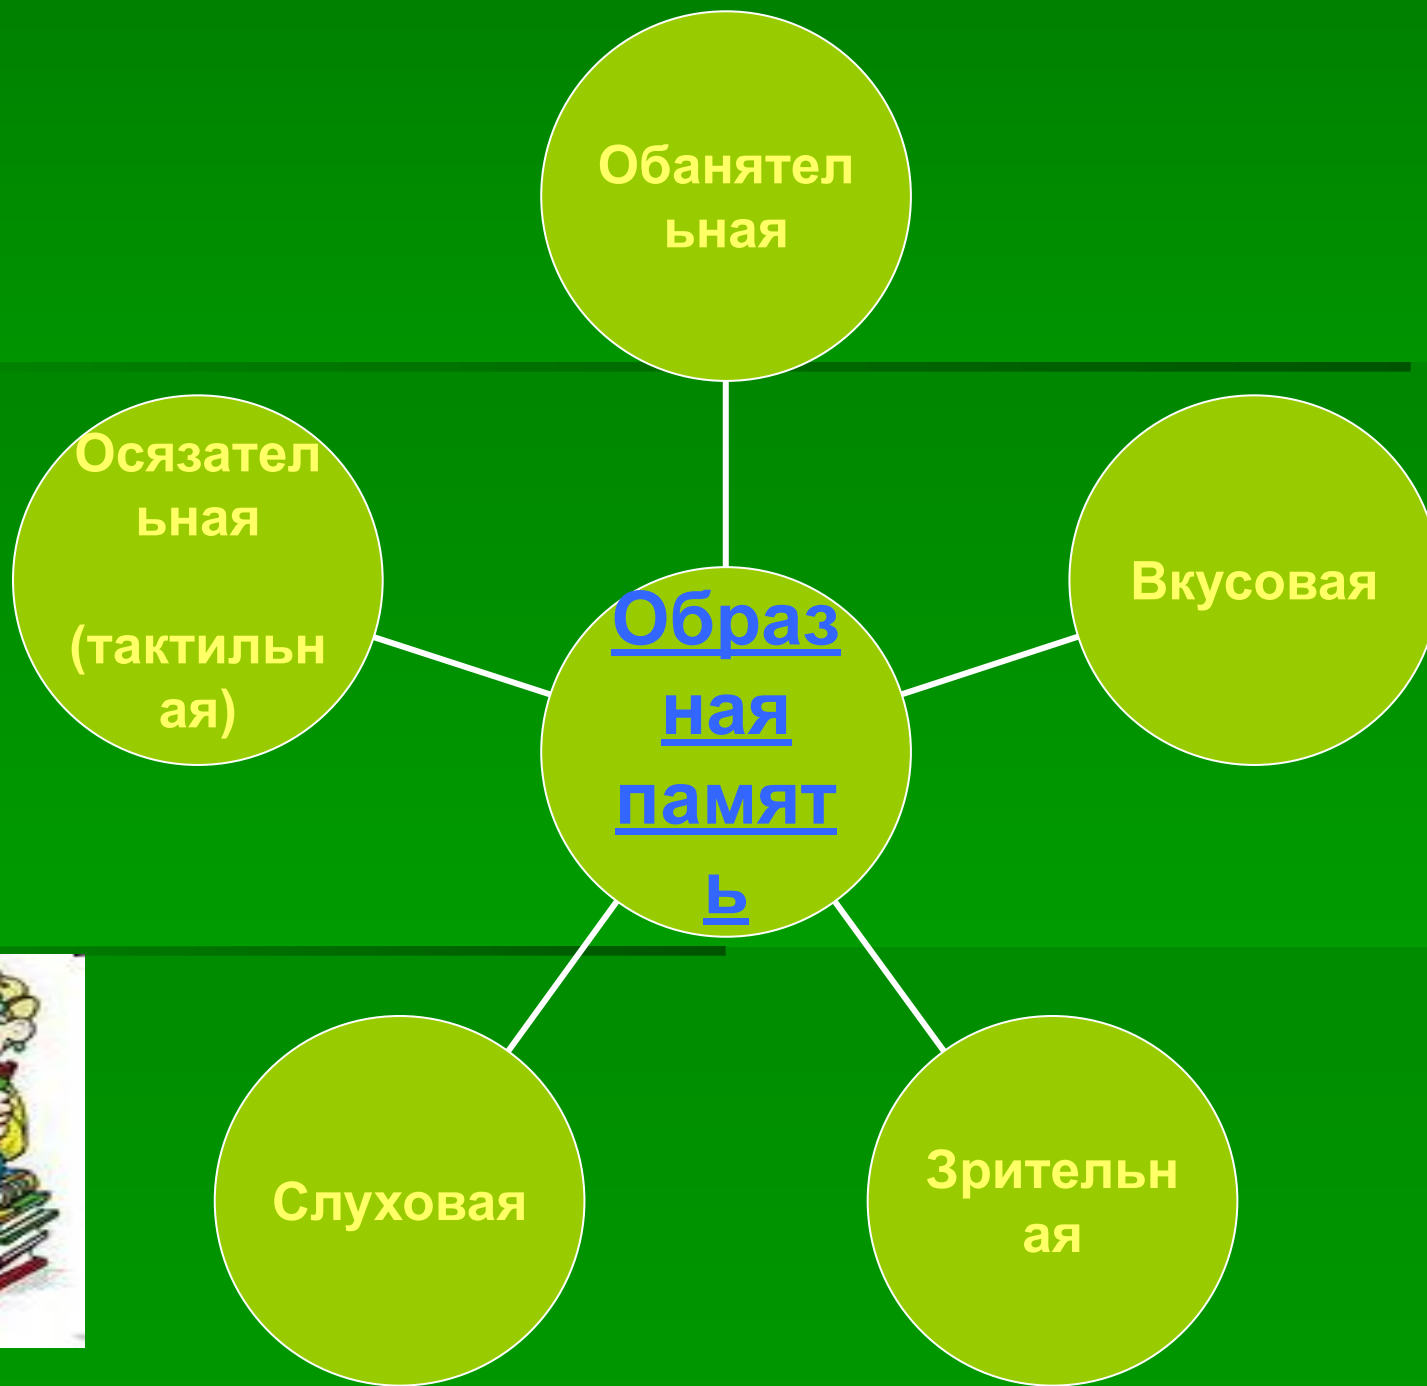 Обанятел
ьная
Осязател
ьная
(тактильн
ая)
Вкусовая
Образ
ная
памят
ь
Слуховая
Зрительн
ая